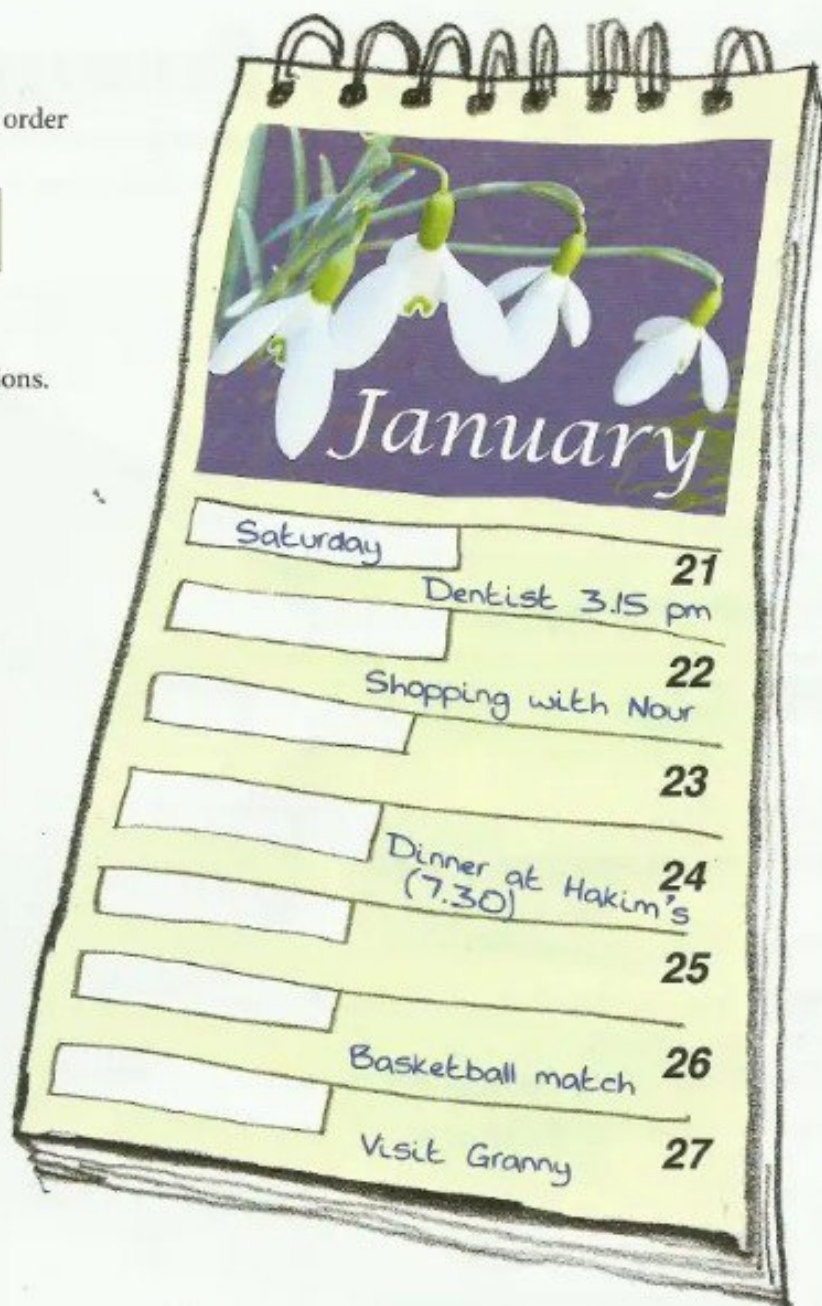 order
ons.
January
Saturday
21
Dentist 3.15 pm
22
Shopping with Nour
23
Dinner at Hakim's 24
(7.30)
25
26
Basketball match
27
Visit Granny